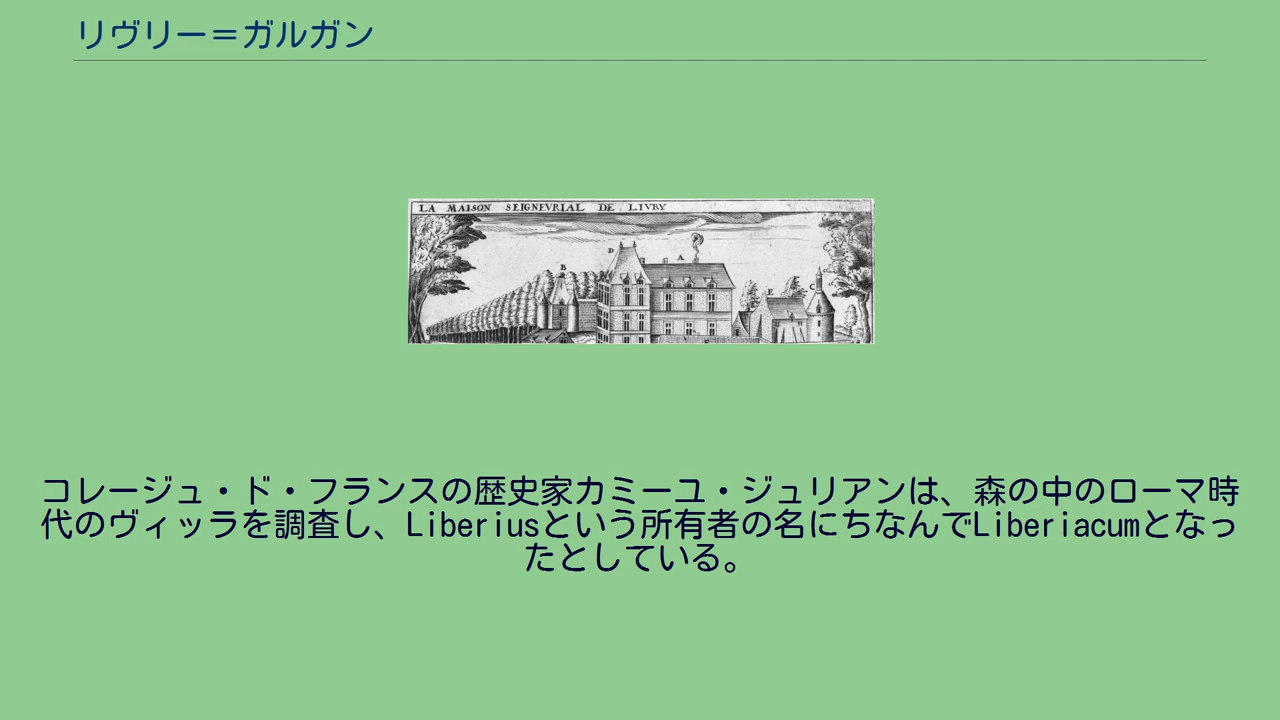 リヴリー＝ガルガン
LA MAISON SEIGNEVRIAL DE LIVRY
D
A
B
E
C
コレージュ・ド・フランスの歴史家カミーユ・ジュリアンは、森の中のローマ時
代のヴィッラを調査し、Liberiusという所有者の名にちなんでLiberiacumとなっ
たとしている。